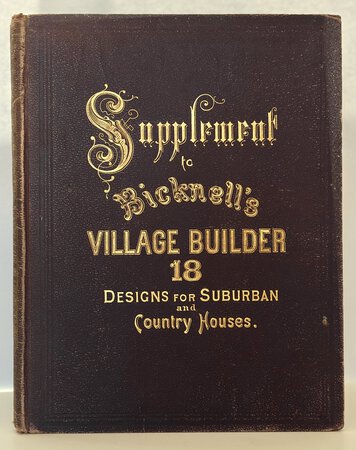 Supplement
to
Bicknell's
VILLAGE BUILDER
18
DESIGNS FOR SUBURBAN
and
Country Houses.